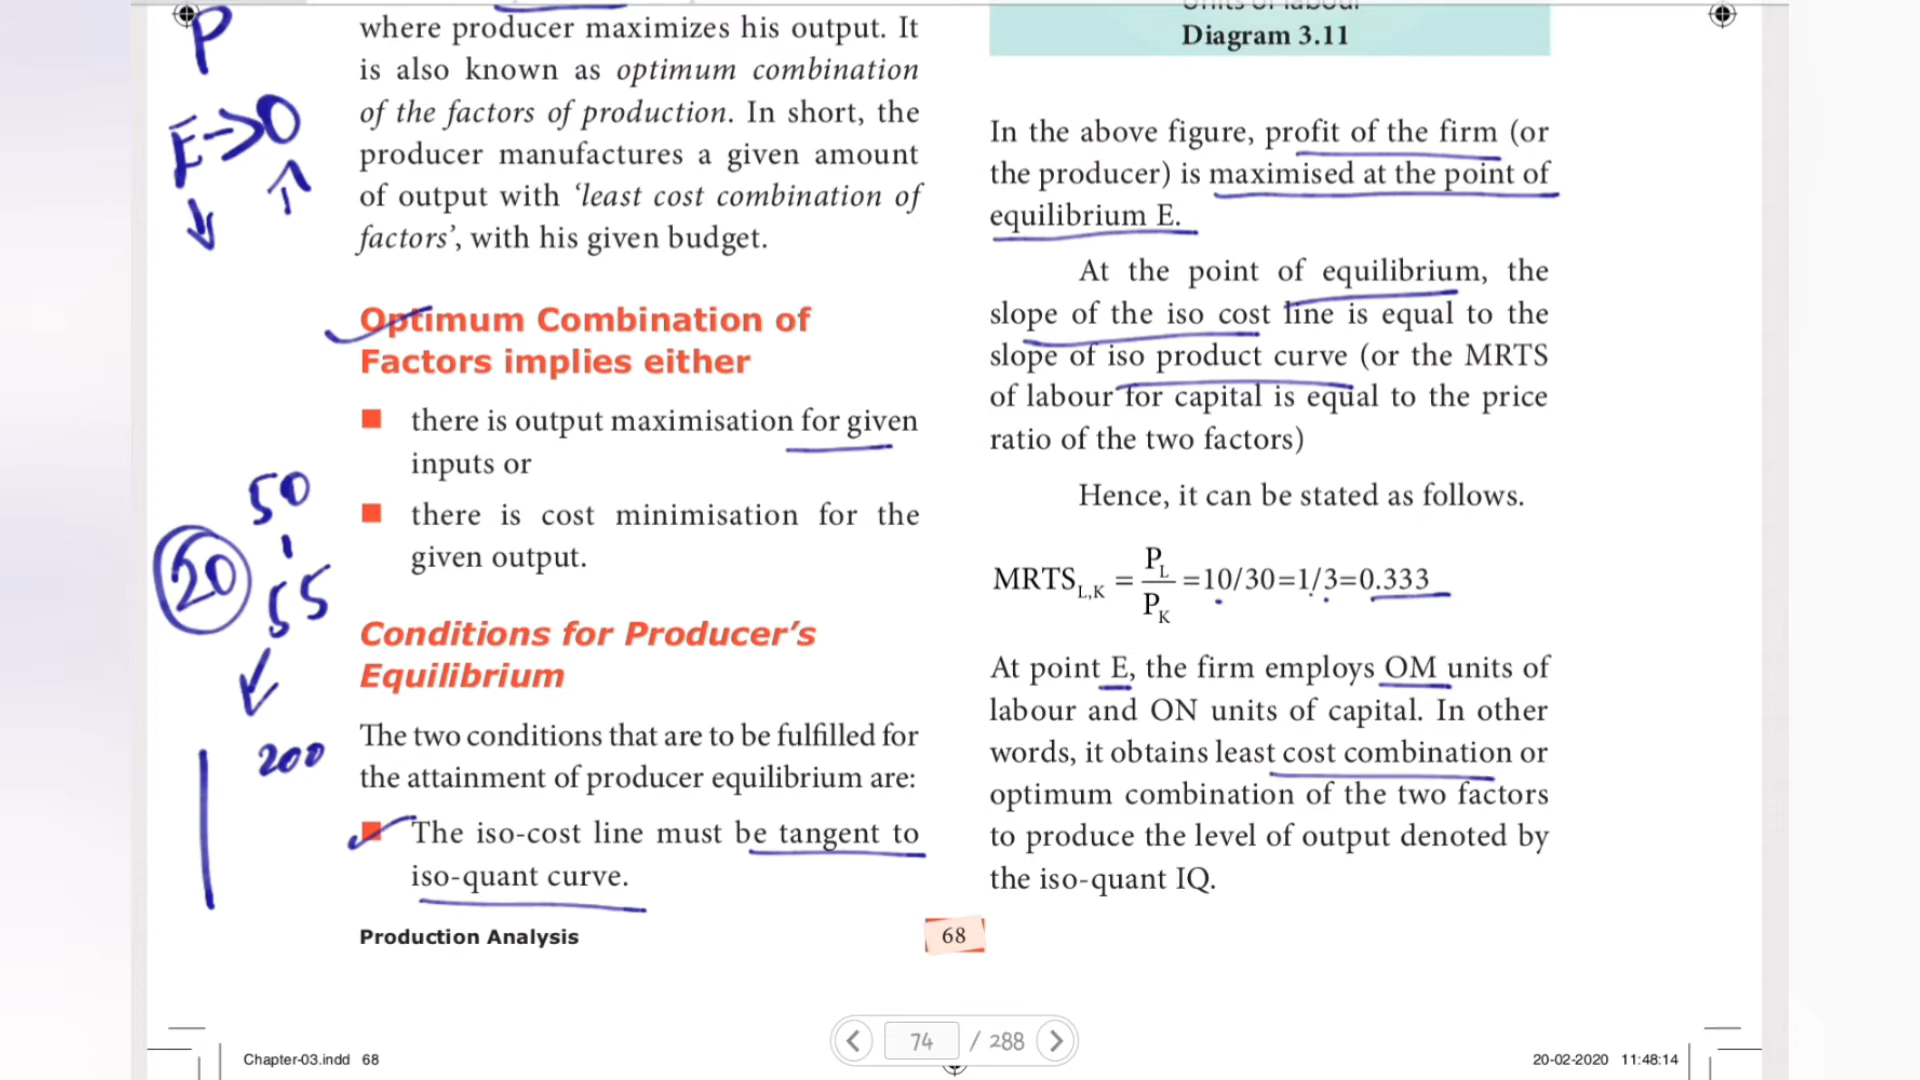 P
E->O
50
20
55
200
where producer maximizes his output. It
is also known as optimum combination
of the factors of production. In short, the
producer manufactures a given amount
of output with ‘least cost combination of
factors’, with his given budget.
Optimum Combination of
Factors implies either
there is output maximisation for given
inputs or
there is cost minimisation for the
given output.
Conditions for Producer’s
Equilibrium
The two conditions that are to be fulfilled for
the attainment of producer equilibrium are:
The iso-cost line must be tangent to
iso-quant curve.
Units of labour
Diagram 3.11
In the above figure, profit of the firm (or
the producer) is maximised at the point of
equilibrium E.
At the point of equilibrium, the
slope of the iso cost line is equal to the
slope of iso product curve (or the MRTS
of labour for capital is equal to the price
ratio of the two factors)
Hence, it can be stated as follows.
MRTS L,K = PL/PK =10/30=1/3=0.333
At point E, the firm employs OM units of
labour and ON units of capital. In other
words, it obtains least cost combination or
optimum combination of the two factors
to produce the level of output denoted by
the iso-quant IQ.
Production Analysis
68
74 / 288
Chapter-03.indd 68
20-02-2020 11:48:14